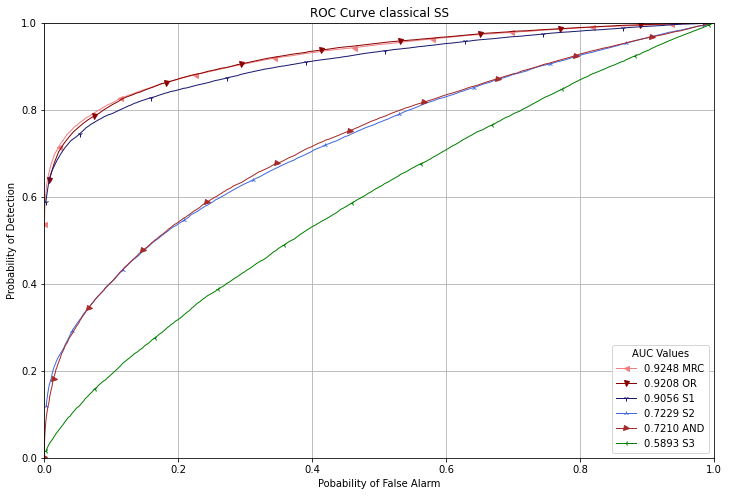 ROC Curve classical SS
Probability of Detection
1.0
0.8
0.6
0.4
0.2
0.0
0.0 0.2 0.4 0.6 0.8 1.0
Pobability of False Alarm
AUC Values
0.9248 MRC
0.9208 OR
0.9056 S1
0.7229 S2
0.7210 AND
0.5893 S3